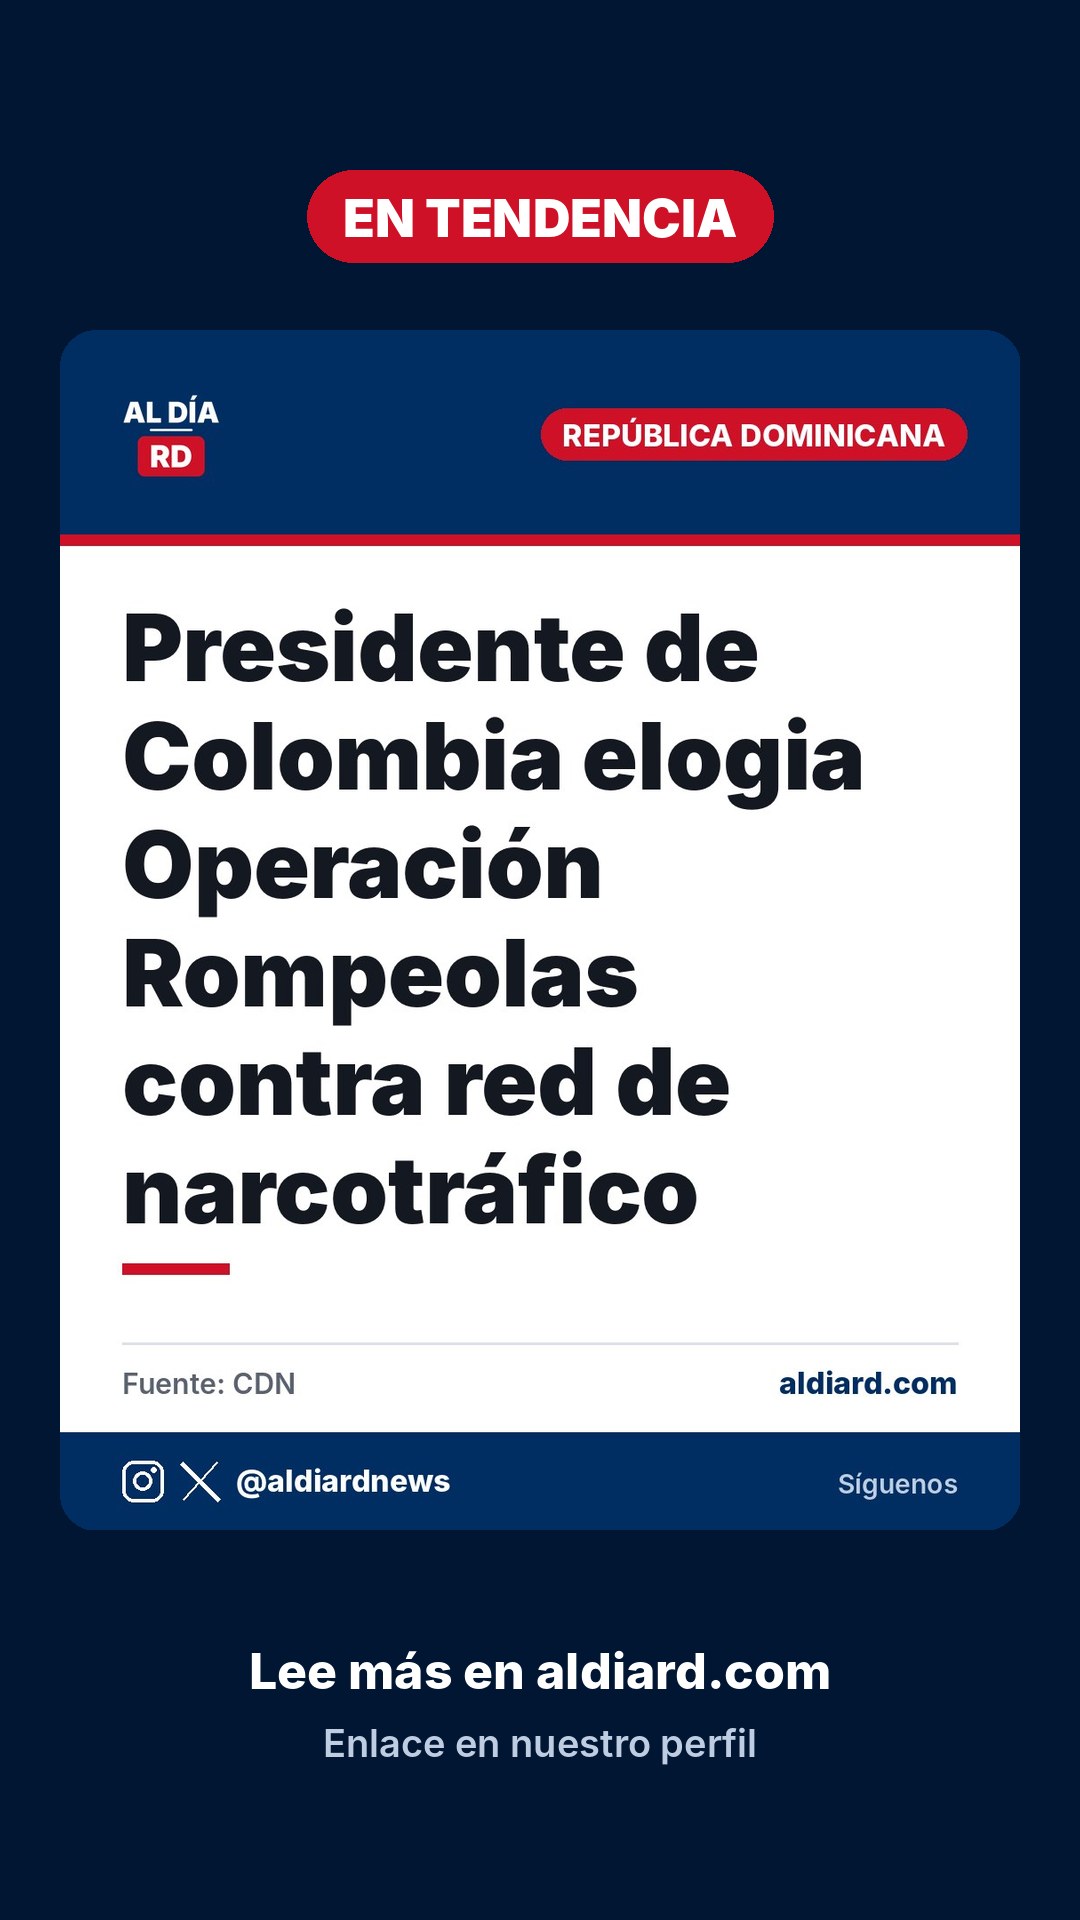 EN TENDENCIA
AL DÍA
RD
REPÚBLICA DOMINICANA
Presidente de
Colombia elogia
Operación
Rompeolas
contra red de
narcotráfico
Fuente: CDN
aldiard.com
@aldiardnews
Síguenos
Lee más en aldiard.com
Enlace en nuestro perfil